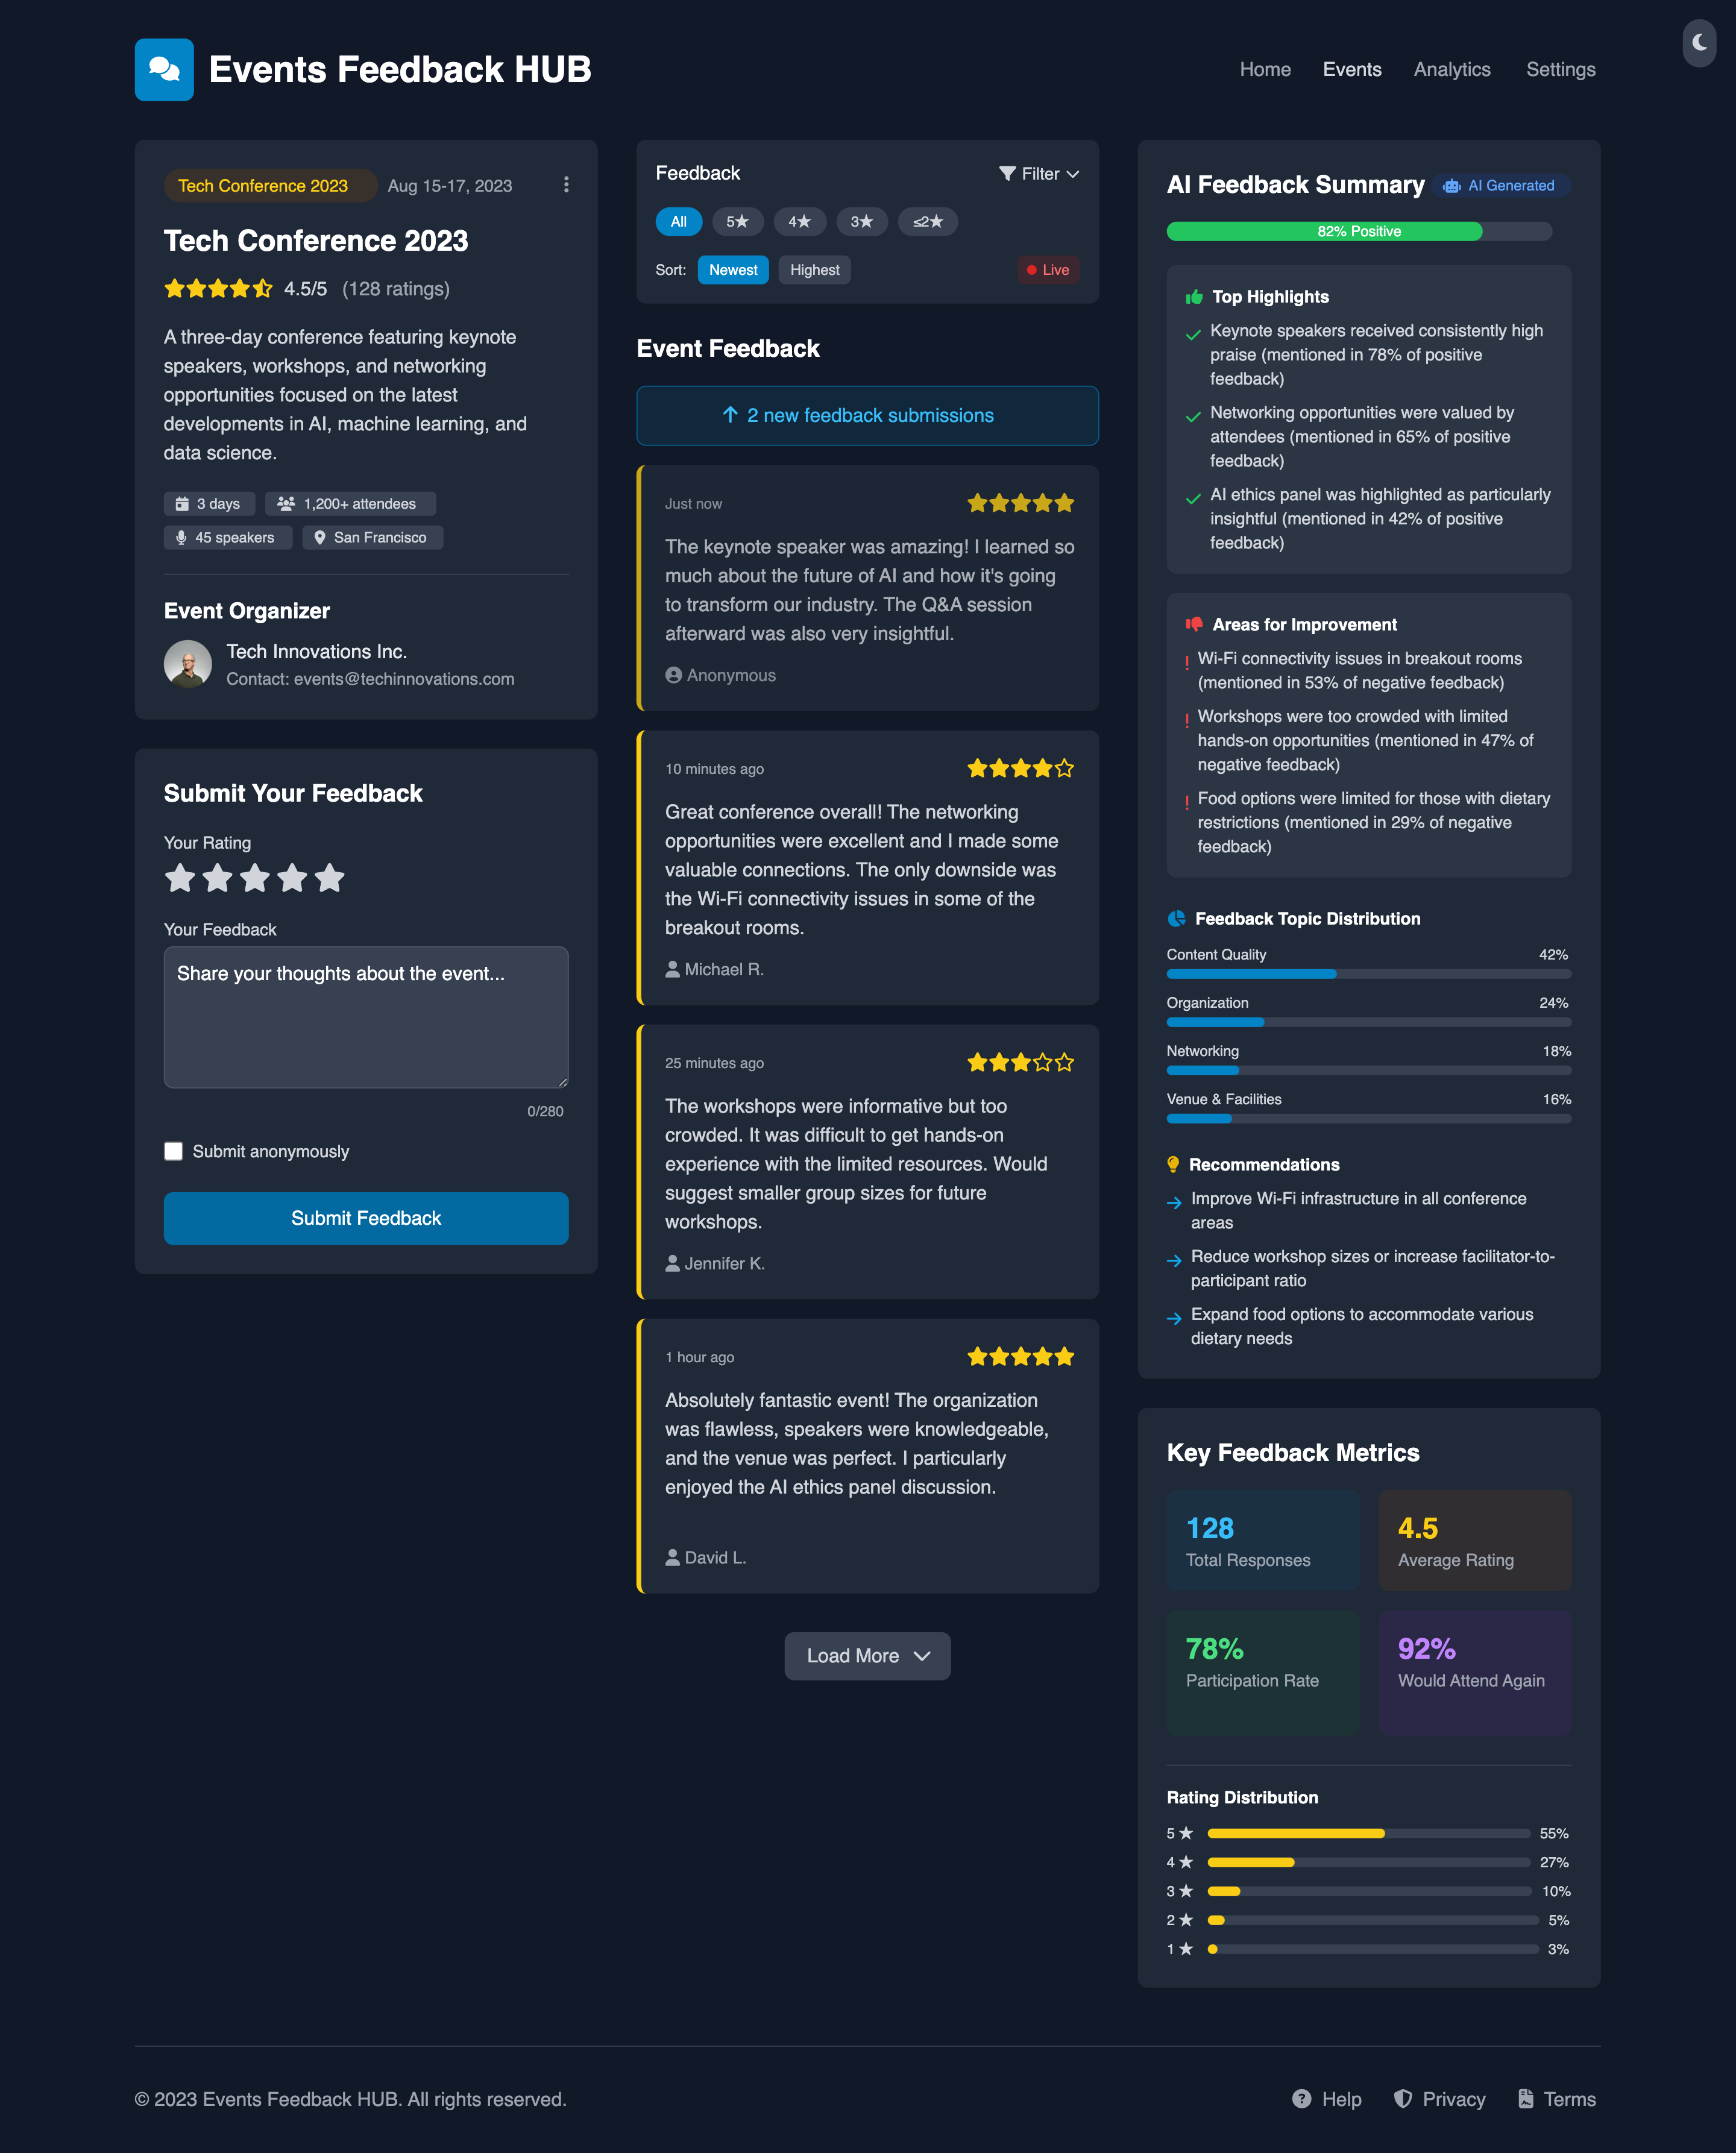 Events Feedback HUB
Home
Events
Analytics
Settings
Tech Conference 2023
Aug 15-17, 2023
Tech Conference 2023
4.5/5 (128 ratings)
A three-day conference featuring keynote
speakers, workshops, and networking
opportunities focused on the latest
developments in AI, machine learning, and
data science.
3 days
1,200+ attendees
45 speakers
San Francisco
Event Organizer
Tech Innovations Inc.
Contact: events@techinnovations.com
Submit Your Feedback
Your Rating
Your Feedback
Share your thoughts about the event...
0/280
Submit anonymously
Submit Feedback
Feedback
Filter
All
5★
4★
3★
≤2★
Sort:
Newest
Highest
Live
Event Feedback
2 new feedback submissions
Just now
The keynote speaker was amazing! I learned so
much about the future of AI and how it's going
to transform our industry. The Q&A session
afterward was also very insightful.
Anonymous
10 minutes ago
Great conference overall! The networking
opportunities were excellent and I made some
valuable connections. The only downside was
the Wi-Fi connectivity issues in some of the
breakout rooms.
Michael R.
25 minutes ago
The workshops were informative but too
crowded. It was difficult to get hands-on
experience with the limited resources. Would
suggest smaller group sizes for future
workshops.
Jennifer K.
1 hour ago
Absolutely fantastic event! The organization
was flawless, speakers were knowledgeable,
and the venue was perfect. I particularly
enjoyed the AI ethics panel discussion.
David L.
Load More
AI Feedback Summary
AI Generated
82% Positive
Top Highlights
Keynote speakers received consistently high
praise (mentioned in 78% of positive
feedback)
Networking opportunities were valued by
attendees (mentioned in 65% of positive
feedback)
AI ethics panel was highlighted as particularly
insightful (mentioned in 42% of positive
feedback)
Areas for Improvement
! Wi-Fi connectivity issues in breakout rooms
(mentioned in 53% of negative feedback)
! Workshops were too crowded with limited
hands-on opportunities (mentioned in 47% of
negative feedback)
! Food options were limited for those with dietary
restrictions (mentioned in 29% of negative
feedback)
Feedback Topic Distribution
Content Quality 42%
Organization 24%
Networking 18%
Venue & Facilities 16%
Recommendations
Improve Wi-Fi infrastructure in all conference
areas
Reduce workshop sizes or increase facilitator-to-
participant ratio
Expand food options to accommodate various
dietary needs
Key Feedback Metrics
128
Total Responses
4.5
Average Rating
78%
Participation Rate
92%
Would Attend Again
Rating Distribution
5 ★ 55%
4 ★ 27%
3 ★ 10%
2 ★ 5%
1 ★ 3%
© 2023 Events Feedback HUB. All rights reserved.
Help
Privacy
Terms